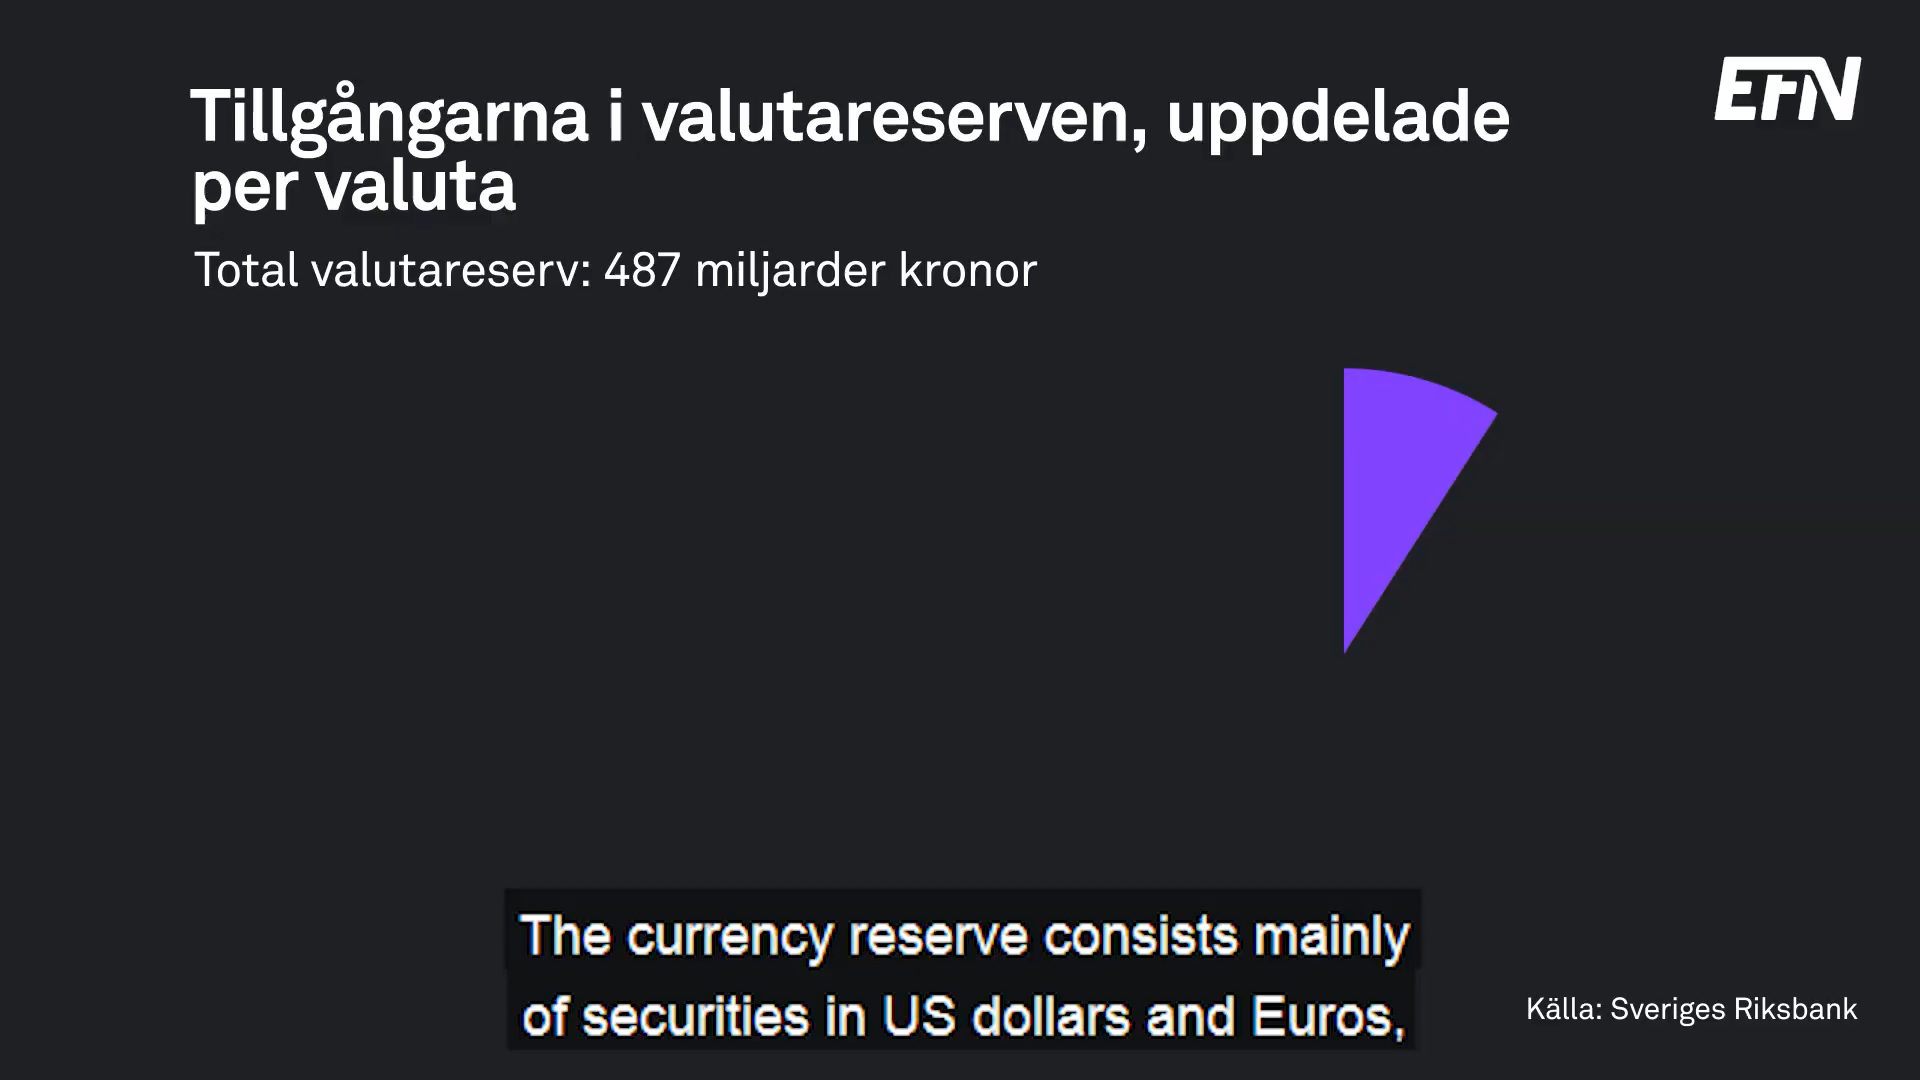 EFN
Tillgångarna i valutareserven, uppdelade
per valuta
Total valutareserv: 487 miljarder kronor
The currency reserve consists mainly
of securities in US dollars and Euros,
Källa: Sveriges Riksbank